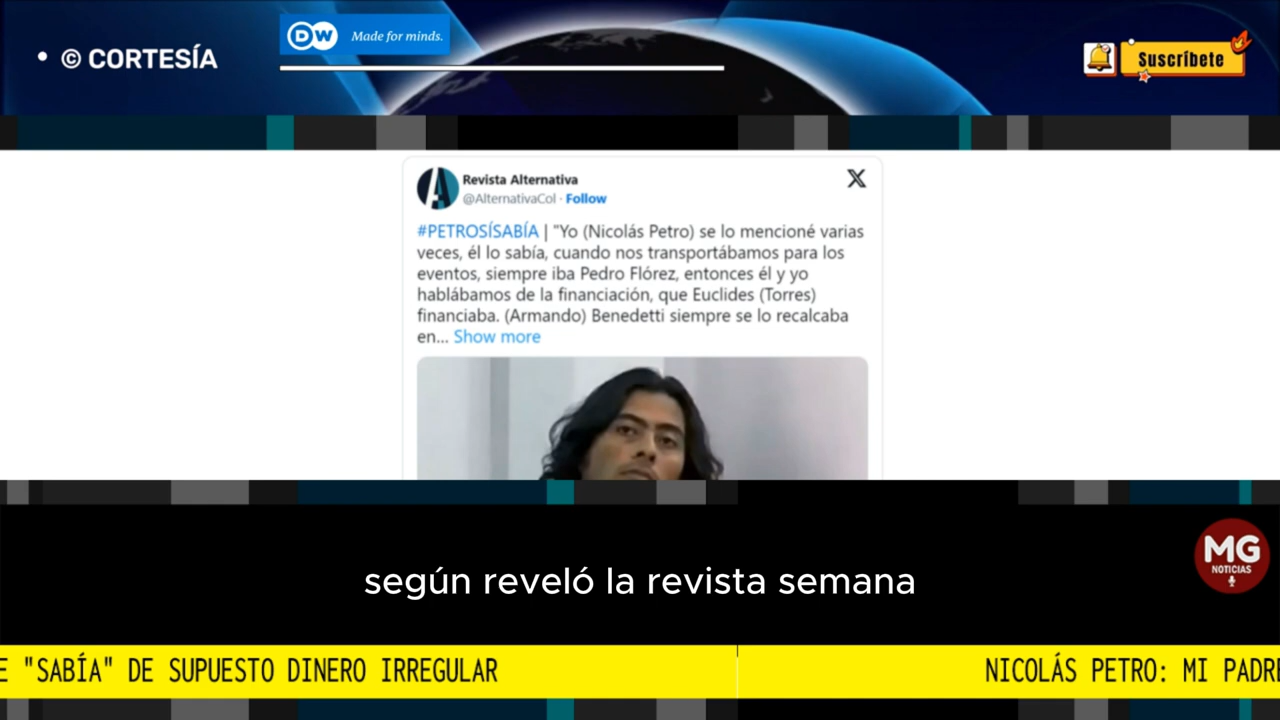 • © CORTESÍA
DW Made for minds.
Suscríbete
Revista Alternativa
@AlternativaCol · Follow
#PETROSÍSABÍA | "Yo (Nicolás Petro) se lo mencioné varias
veces, él lo sabía, cuando nos transportábamos para los
eventos, siempre iba Pedro Flórez, entonces él y yo
hablábamos de la financiación, que Euclides (Torres)
financiaba. (Armando) Benedetti siempre se lo recalcaba
en... Show more
según reveló la revista semana
MG
NOTICIAS
E "SABÍA" DE SUPUESTO DINERO IRREGULAR
NICOLÁS PETRO: MI PADRE